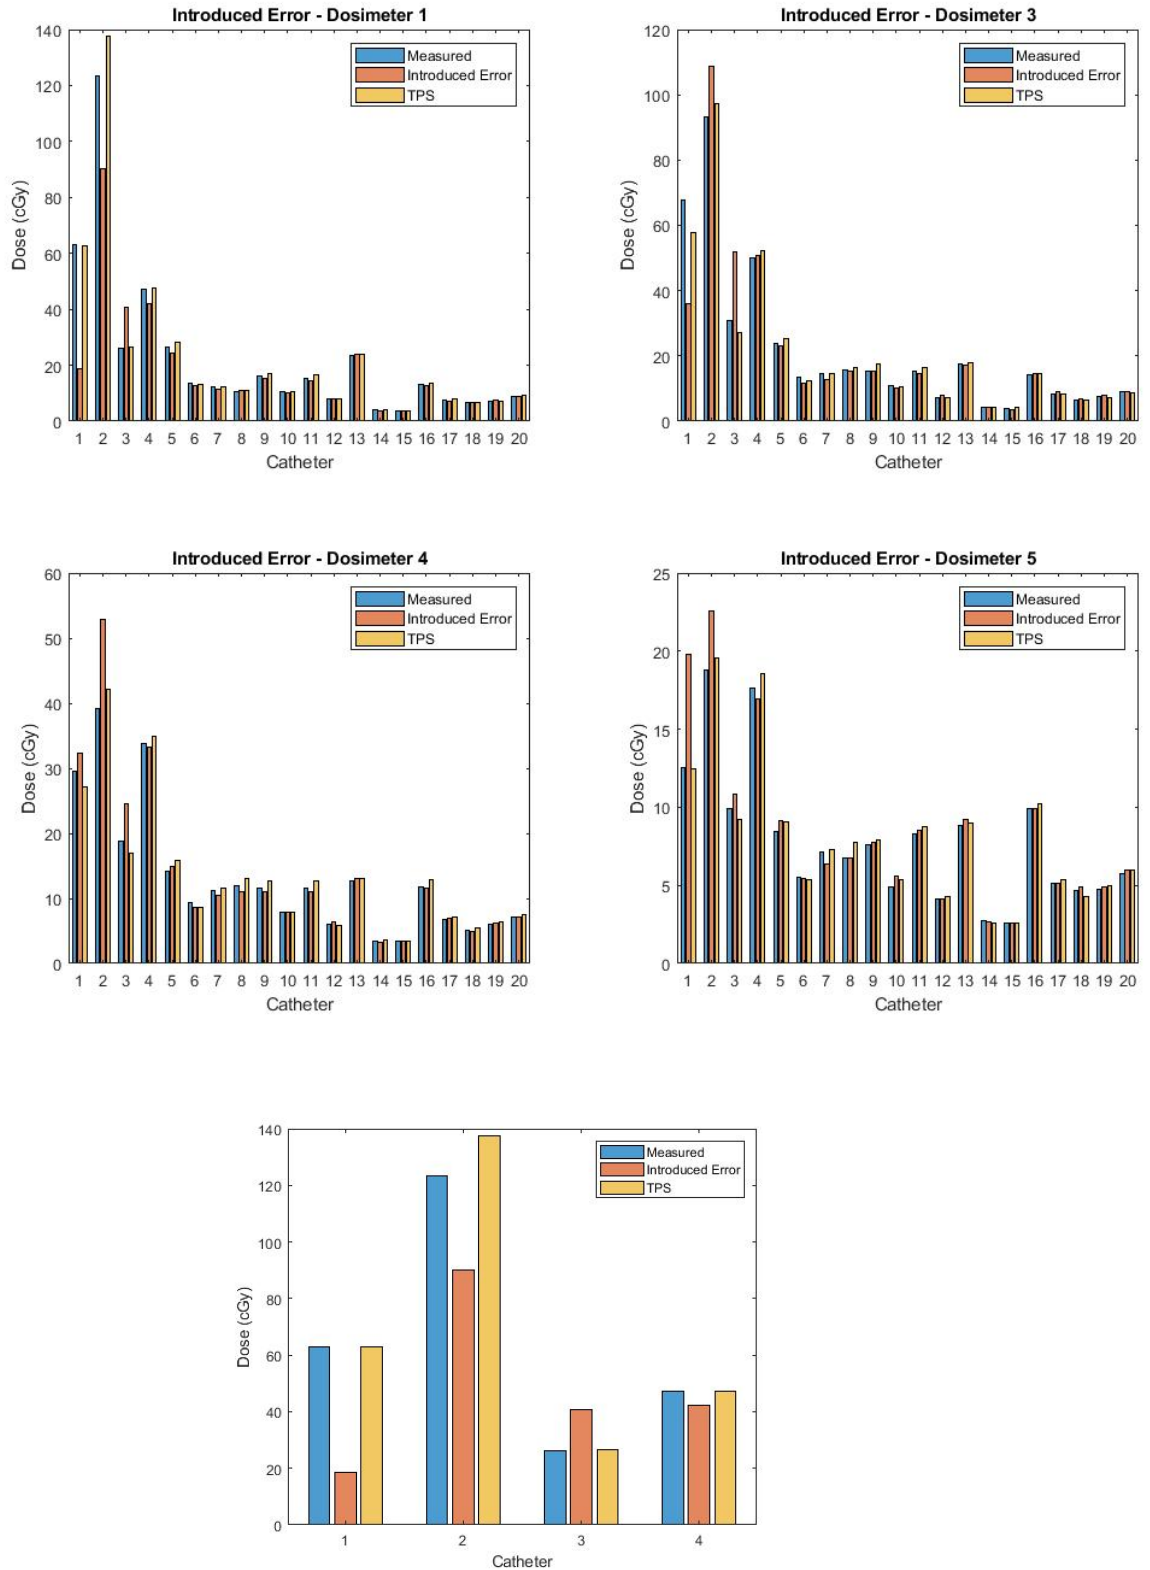 Introduced Error - Dosimeter 1
140
120
100
80
60
40
20
0
Dose (cGy)
Measured
Introduced Error
TPS
1 2 3 4 5 6 7 8 9 10 11 12 13 14 15 16 17 18 19 20
Catheter
Introduced Error - Dosimeter 3
120
100
80
60
40
20
0
Dose (cGy)
Measured
Introduced Error
TPS
1 2 3 4 5 6 7 8 9 10 11 12 13 14 15 16 17 18 19 20
Catheter
Introduced Error - Dosimeter 4
60
50
40
30
20
10
0
Dose (cGy)
Measured
Introduced Error
TPS
1 2 3 4 5 6 7 8 9 10 11 12 13 14 15 16 17 18 19 20
Catheter
Introduced Error - Dosimeter 5
25
20
15
10
5
0
Dose (cGy)
Measured
Introduced Error
TPS
1 2 3 4 5 6 7 8 9 10 11 12 13 14 15 16 17 18 19 20
Catheter
140
120
100
80
60
40
20
0
Dose (cGy)
Measured
Introduced Error
TPS
1 2 3 4
Catheter